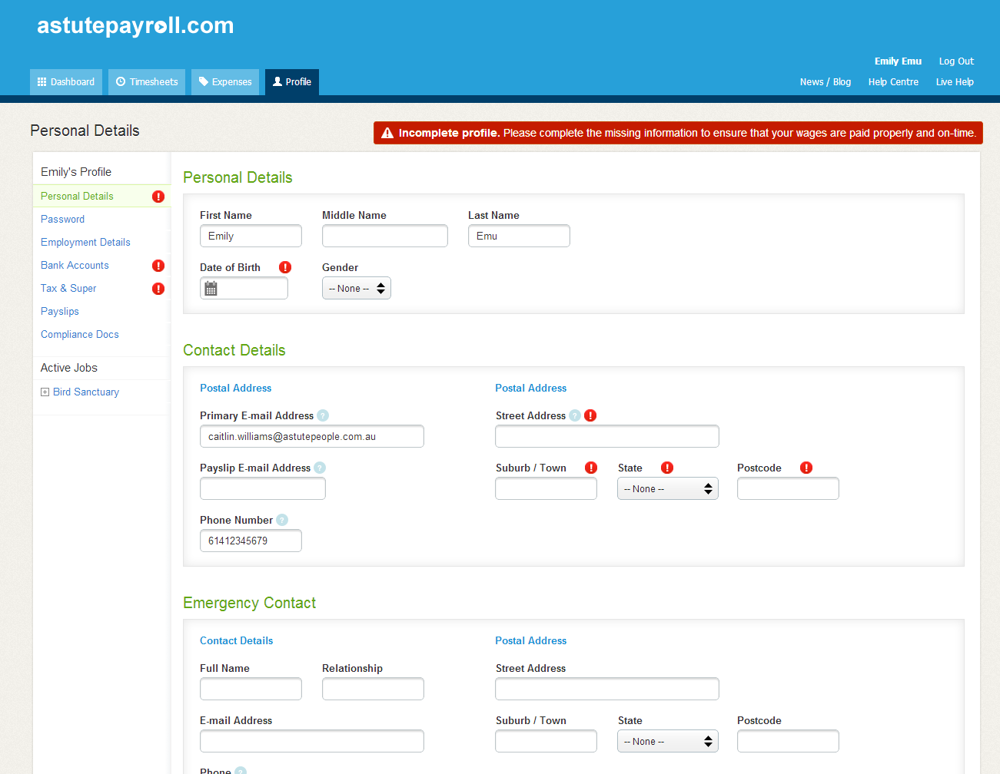 astutepayroll.com
Emily Emu Log Out
Dashboard Timesheets Expenses Profile
News / Blog Help Centre Live Help
Personal Details
Incomplete profile. Please complete the missing information to ensure that your wages are paid properly and on-time.
Emily's Profile
Personal Details
Password
Employment Details
Bank Accounts
Tax & Super
Payslips
Compliance Docs
Active Jobs
Bird Sanctuary
Personal Details
First Name Middle Name Last Name
Emily Emu
Date of Birth Gender
-- None --
Contact Details
Postal Address Postal Address
Primary E-mail Address ? Street Address ?
caitlin.williams@astutepeople.com.au
Payslip E-mail Address ? Suburb / Town State Postcode
-- None --
Phone Number ?
61412345679
Emergency Contact
Contact Details Postal Address
Full Name Relationship Street Address
E-mail Address Suburb / Town State Postcode
-- None --
Phone ?